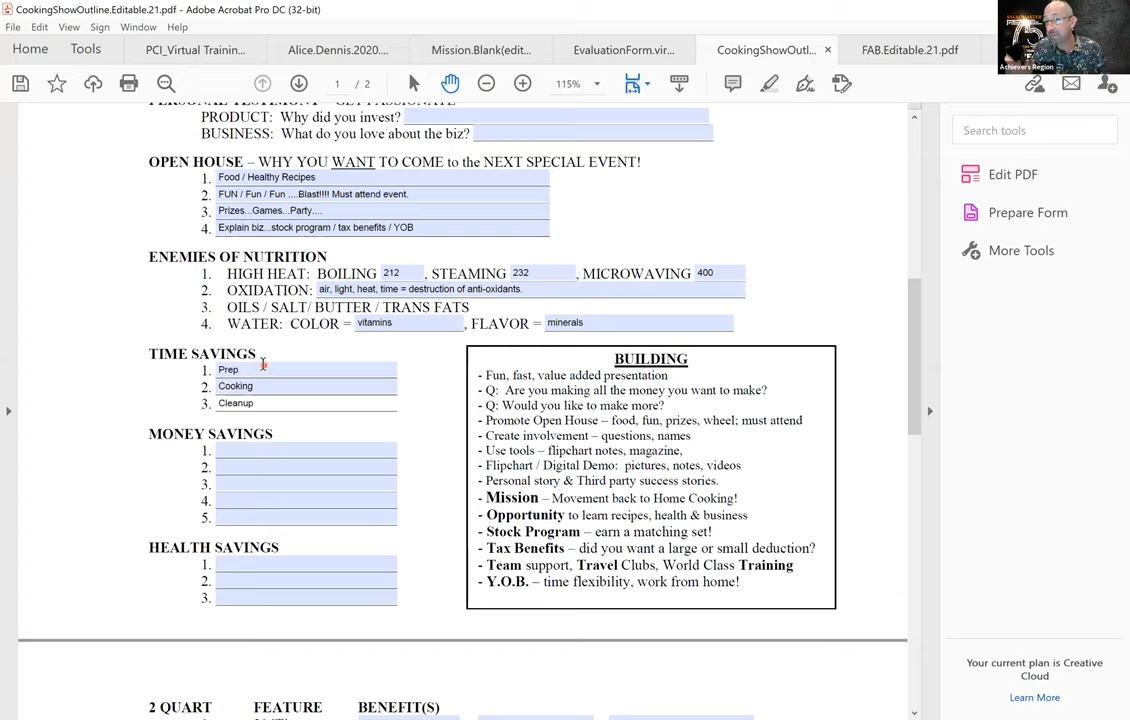 CookingShowOutline.Editable.21.pdf - Adobe Acrobat Pro DC (32-bit)
File Edit View Sign Window Help
Home Tools PCI_Virtual Trainin... Alice.Dennis.2020.... Mission.Blank(edit... EvaluationForm.vir... CookingShowOutl... × FAB.Editable.21.pdf
SALADMASTER
75
Achievers Region
1 / 2 115%
PERSONAL TESTIMONY – GET PASSIONATE
PRODUCT: Why did you invest?
BUSINESS: What do you love about the biz?
OPEN HOUSE – WHY YOU WANT TO COME to the NEXT SPECIAL EVENT!
1. Food / Healthy Recipes
2. FUN / Fun / Fun ....Blast!!!! Must attend event.
3. Prizes...Games...Party....
4. Explain biz...stock program / tax benefits / YOB
ENEMIES OF NUTRITION
1. HIGH HEAT: BOILING 212 , STEAMING 232 , MICROWAVING 400
2. OXIDATION: air, light, heat, time = destruction of anti-oxidants.
3. OILS / SALT/ BUTTER / TRANS FATS
4. WATER: COLOR = vitamins , FLAVOR = minerals
TIME SAVINGS
1. Prep
2. Cooking
3. Cleanup
MONEY SAVINGS
1.
2.
3.
4.
5.
HEALTH SAVINGS
1.
2.
3.
BUILDING
- Fun, fast, value added presentation
- Q: Are you making all the money you want to make?
- Q: Would you like to make more?
- Promote Open House – food, fun, prizes, wheel; must attend
- Create involvement – questions, names
- Use tools – flipchart notes, magazine,
- Flipchart / Digital Demo: pictures, notes, videos
- Personal story & Third party success stories.
- Mission – Movement back to Home Cooking!
- Opportunity to learn recipes, health & business
- Stock Program – earn a matching set!
- Tax Benefits – did you want a large or small deduction?
- Team support, Travel Clubs, World Class Training
- Y.O.B. – time flexibility, work from home!
2 QUART FEATURE BENEFIT(S)
Search tools
Edit PDF
Prepare Form
More Tools
Your current plan is Creative
Cloud
Learn More